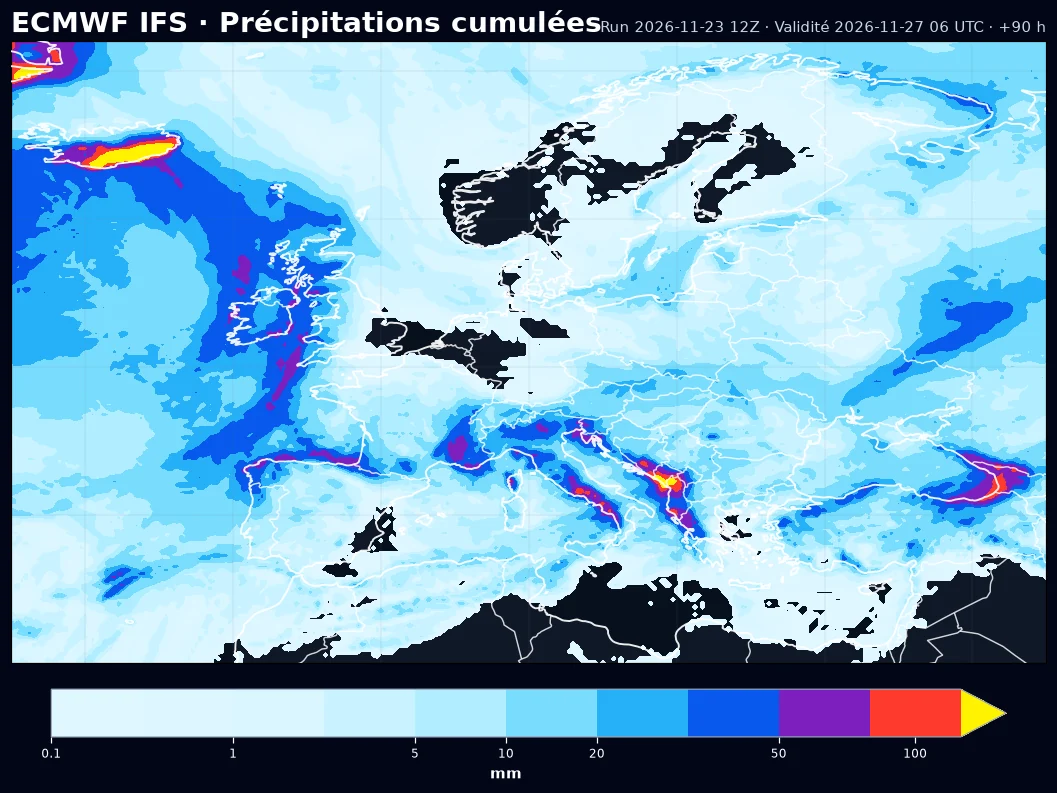 ECMWF IFS · Précipitations cumulées
Run 2026-11-23 12Z · Validité 2026-11-27 06 UTC · +90 h
0.1 1 5 10 20 50 100
mm